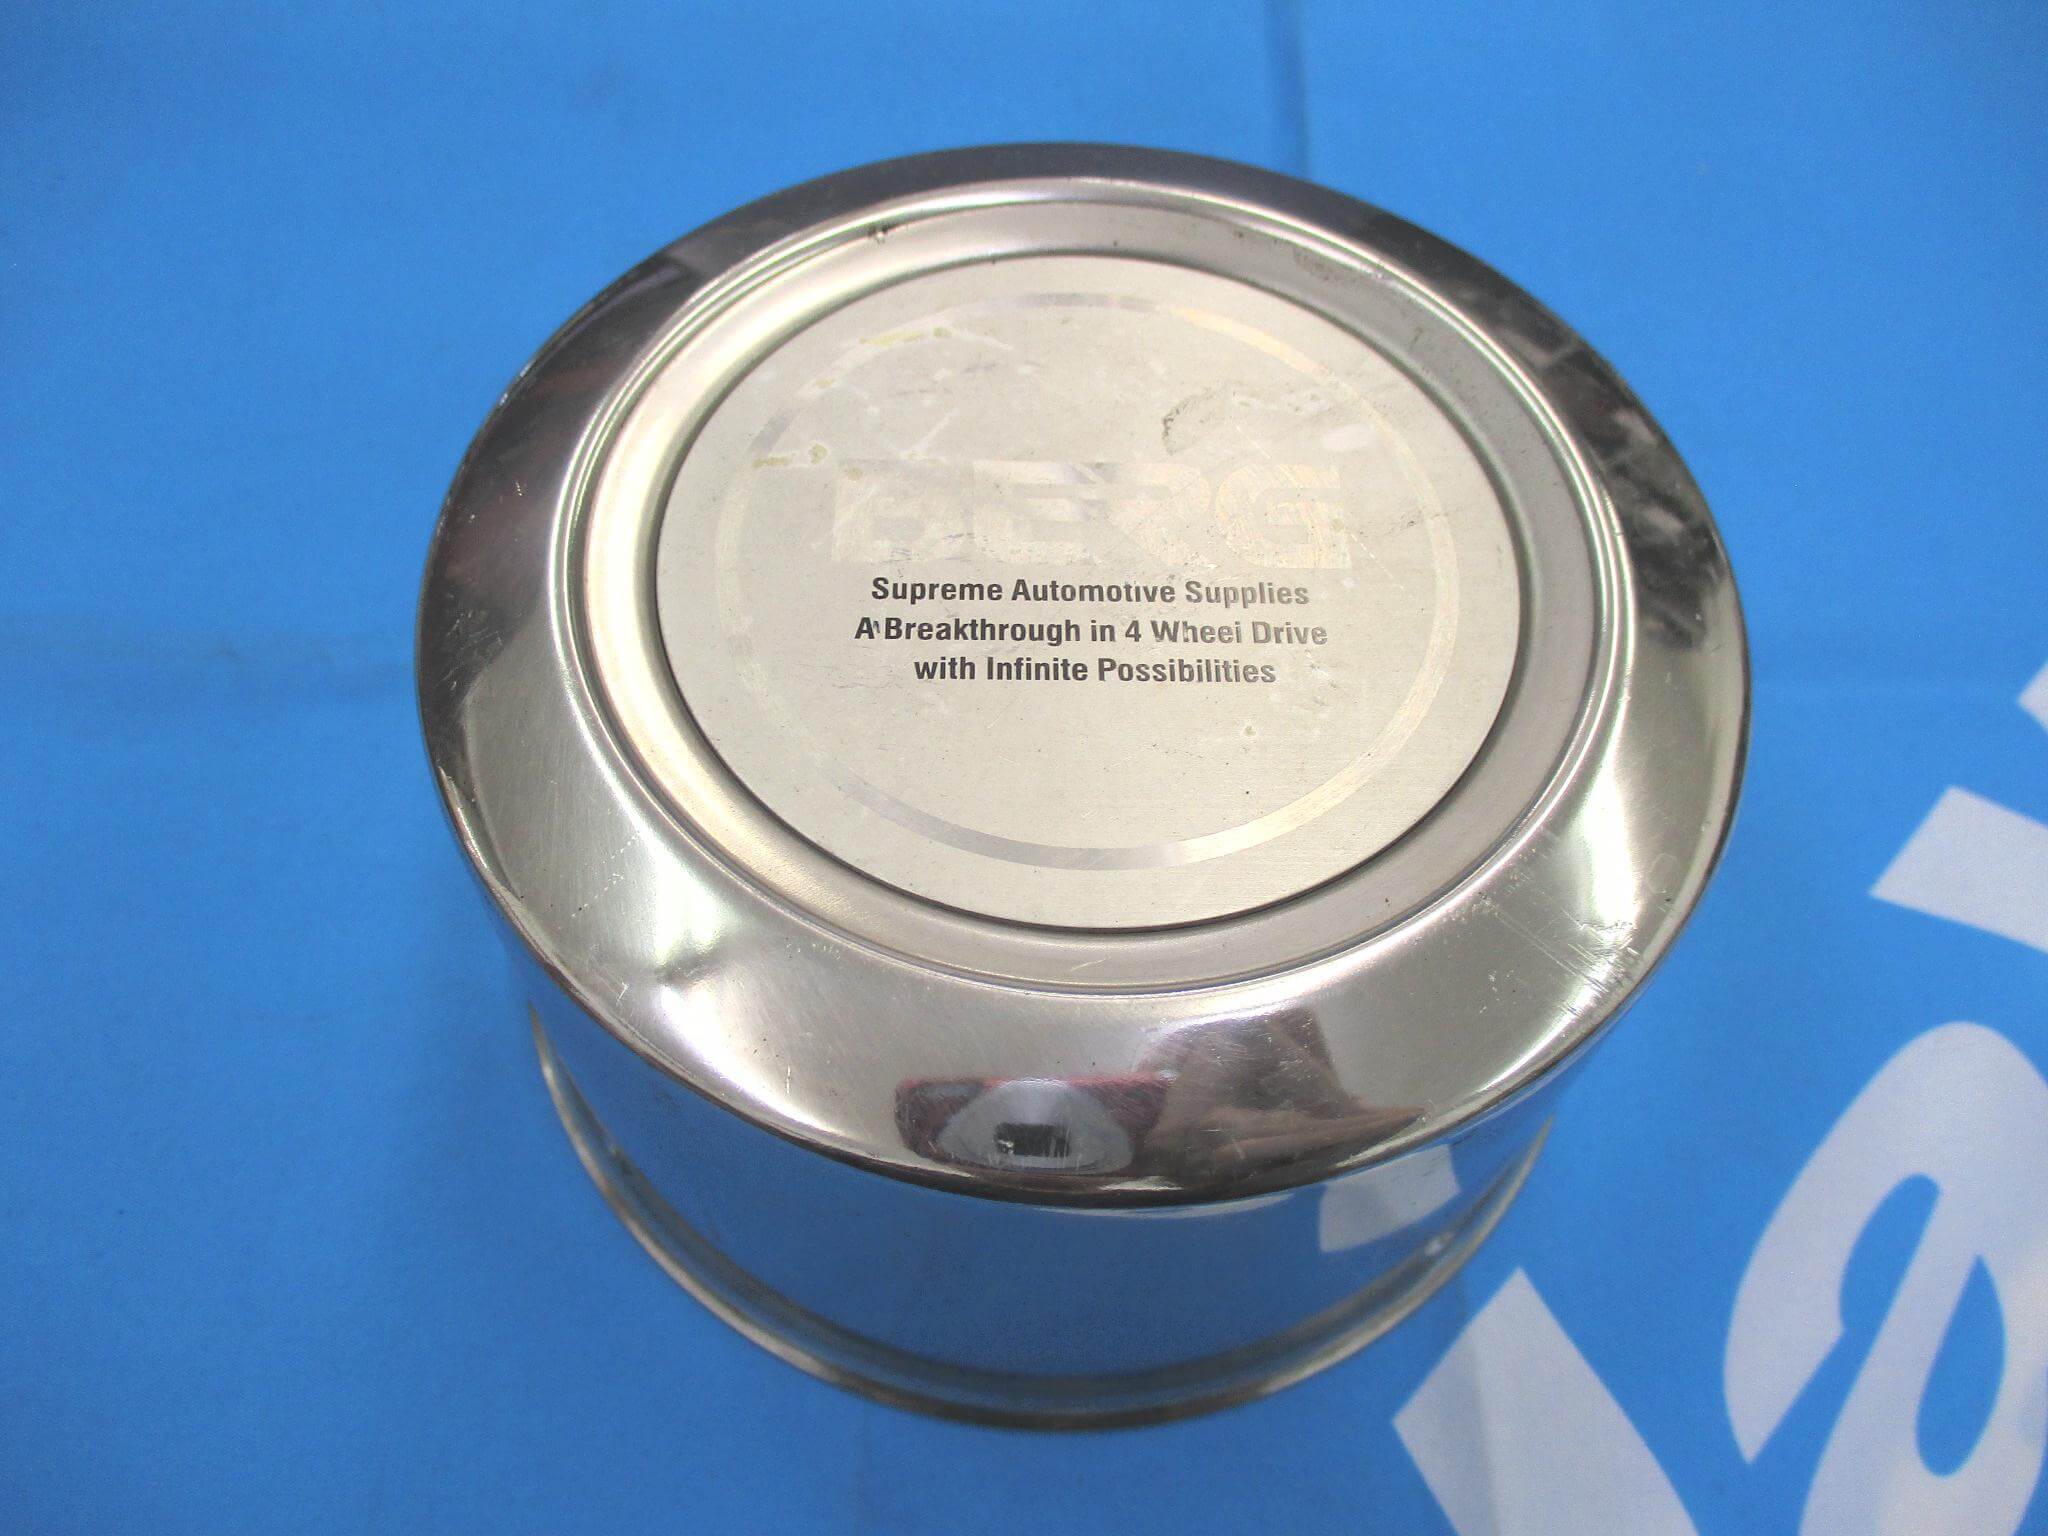 BERG
Supreme Automotive Supplies
A Breakthrough in 4 Wheel Drive
with Infinite Possibilities